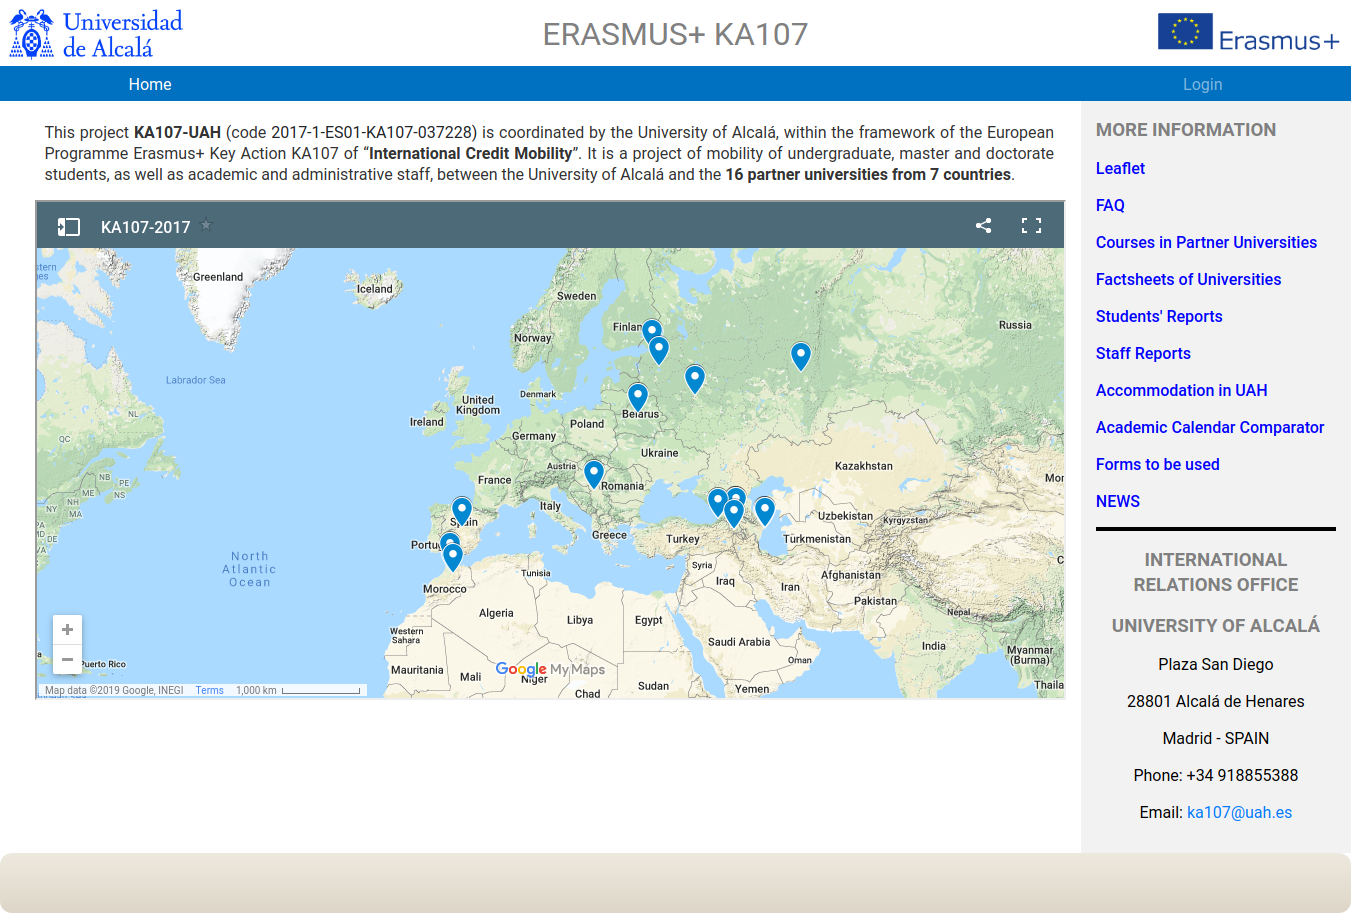 Universidad
de Alcalá
ERASMUS+ KA107
Erasmus+
Home
Login
This project KA107-UAH (code 2017-1-ES01-KA107-037228) is coordinated by the University of Alcalá, within the framework of the European
Programme Erasmus+ Key Action KA107 of “International Credit Mobility”. It is a project of mobility of undergraduate, master and doctorate
students, as well as academic and administrative staff, between the University of Alcalá and the 16 partner universities from 7 countries.
KA107-2017
Greenland
Iceland
Sweden
Finlan
Russia
Norway
Labrador Sea
Denmark
United
Kingdom
Ireland
Belarus
NL
Poland
Germany
QC
Ukraine
Austria
Kazakhstan
France
Romania
NB
PE
ME
NS
Mor
NY
NH
MA
Italy
Spain
Uzbekistan
Kyrgyzstan
MD
DE
VA
Portug
Greece
Turkey
Turkmenistan
North
Atlantic
Ocean
Syria
Tunisia
Iraq
Iran
Afghanistan
Morocco
Pakistan
Algeria
Libya
Egypt
Nepal
Western
Sahara
Saudi Arabia
India
Myanmar
(Burma)
Oman
Puerto Rico
Mauritania
Mali
Niger
Google My Maps
Chad
Sudan
Yemen
Thaila
Map data ©2019 Google, INEGI
Terms
1,000 km
MORE INFORMATION
Leaflet
FAQ
Courses in Partner Universities
Factsheets of Universities
Students' Reports
Staff Reports
Accommodation in UAH
Academic Calendar Comparator
Forms to be used
NEWS
INTERNATIONAL
RELATIONS OFFICE
UNIVERSITY OF ALCALÁ
Plaza San Diego
28801 Alcalá de Henares
Madrid - SPAIN
Phone: +34 918855388
Email: ka107@uah.es